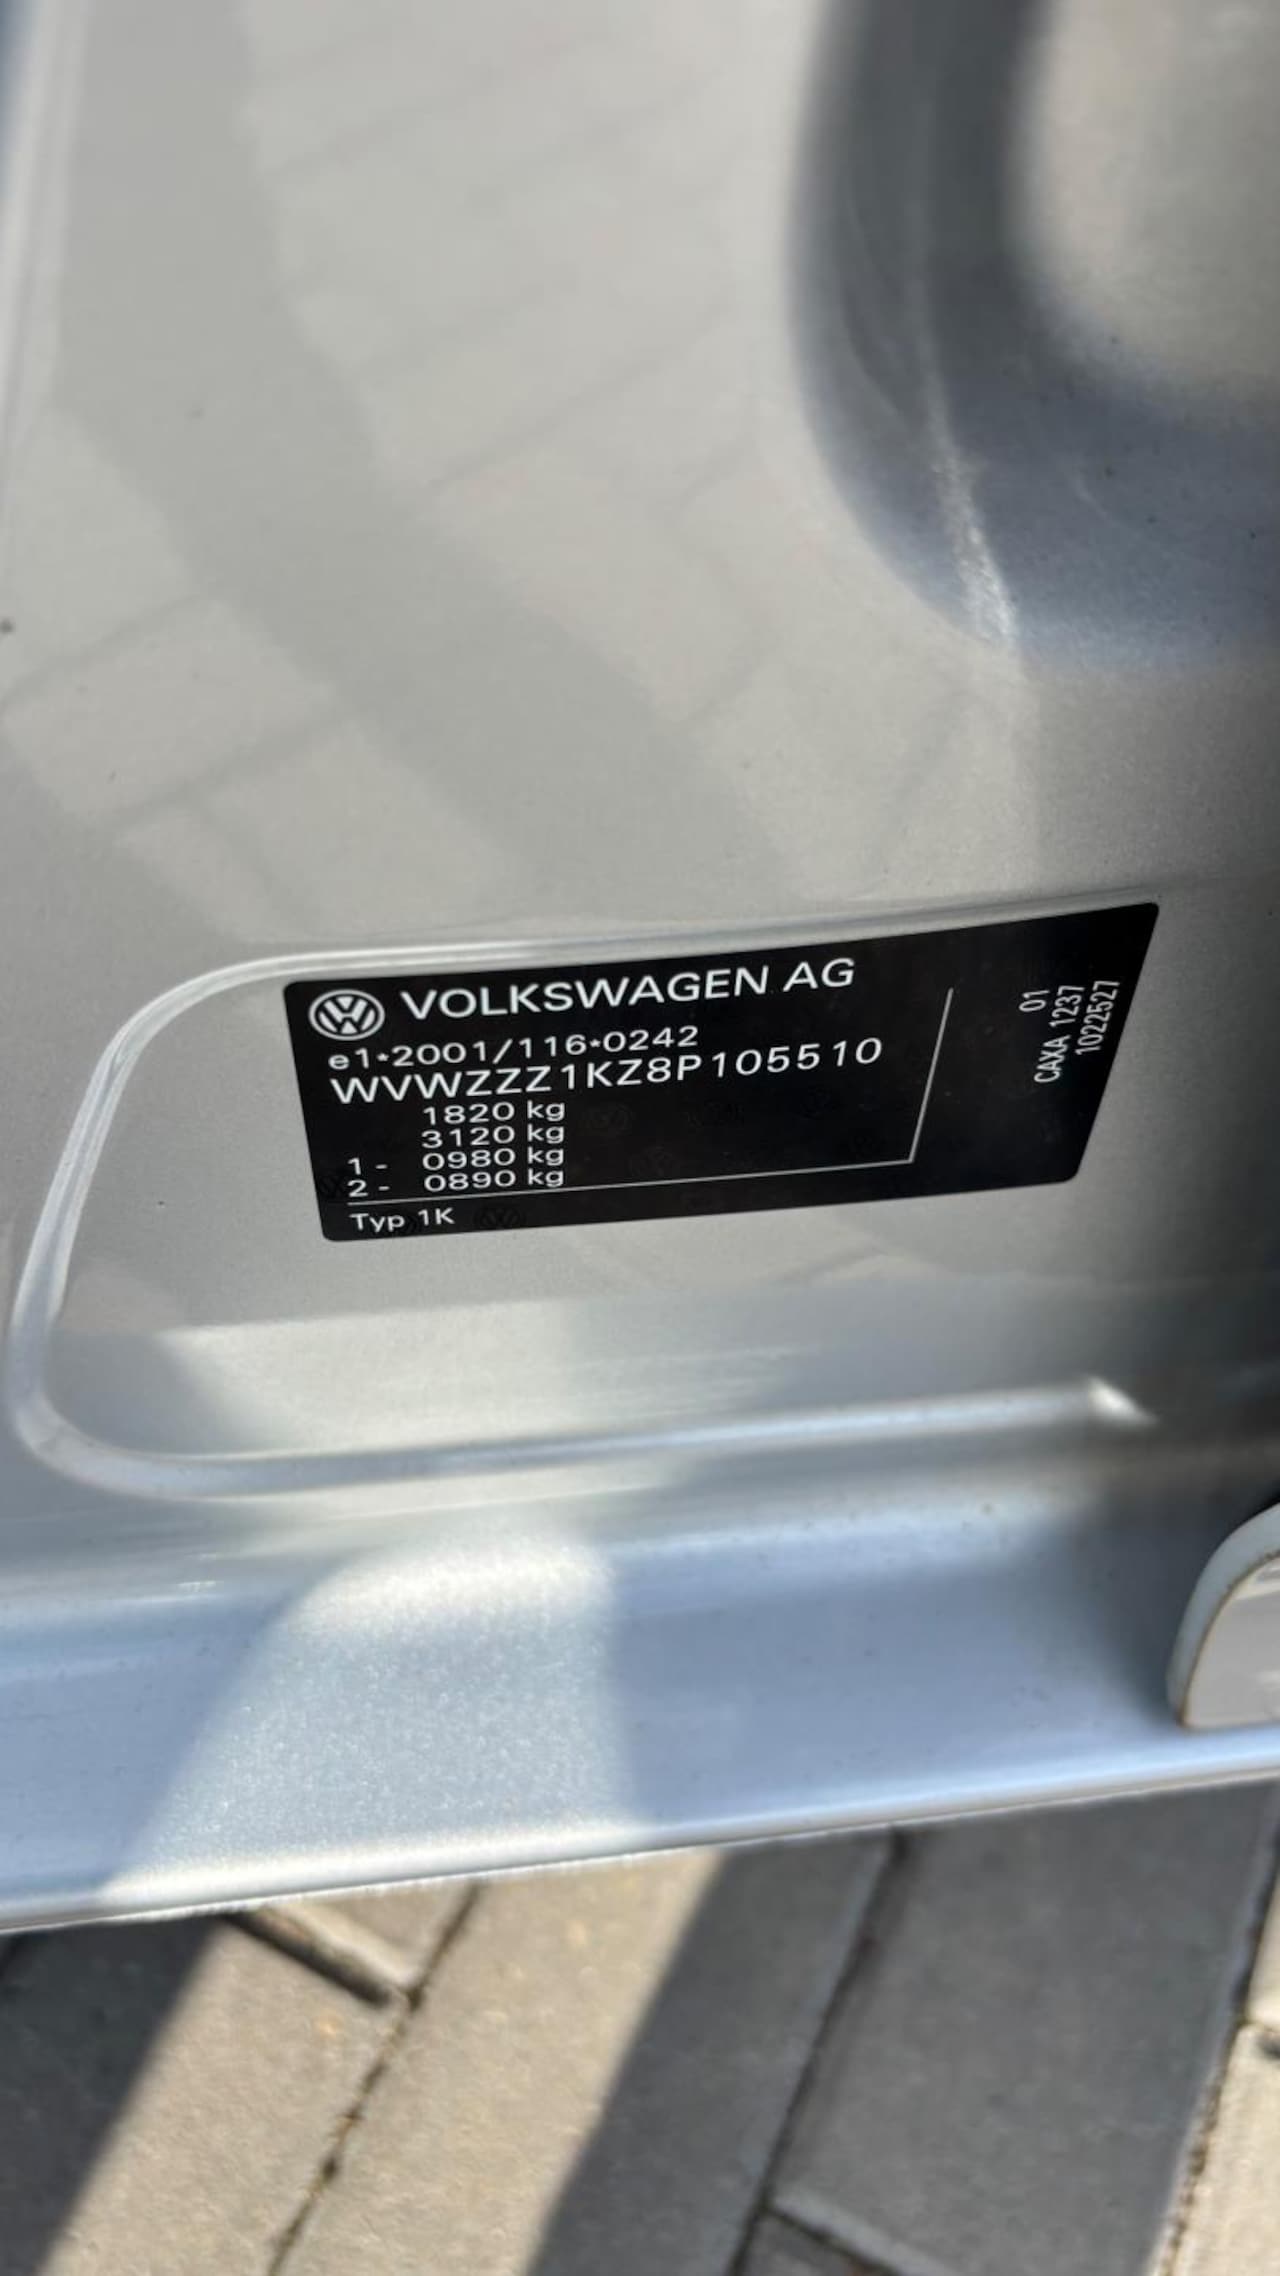 VOLKSWAGEN AG
e1*2001/116*0242
WVWZZZ1KZ8P105510
1820 kg
3120 kg
1 - 0980 kg
2 - 0890 kg
Typ 1K
01
CAXA 1237
1022527